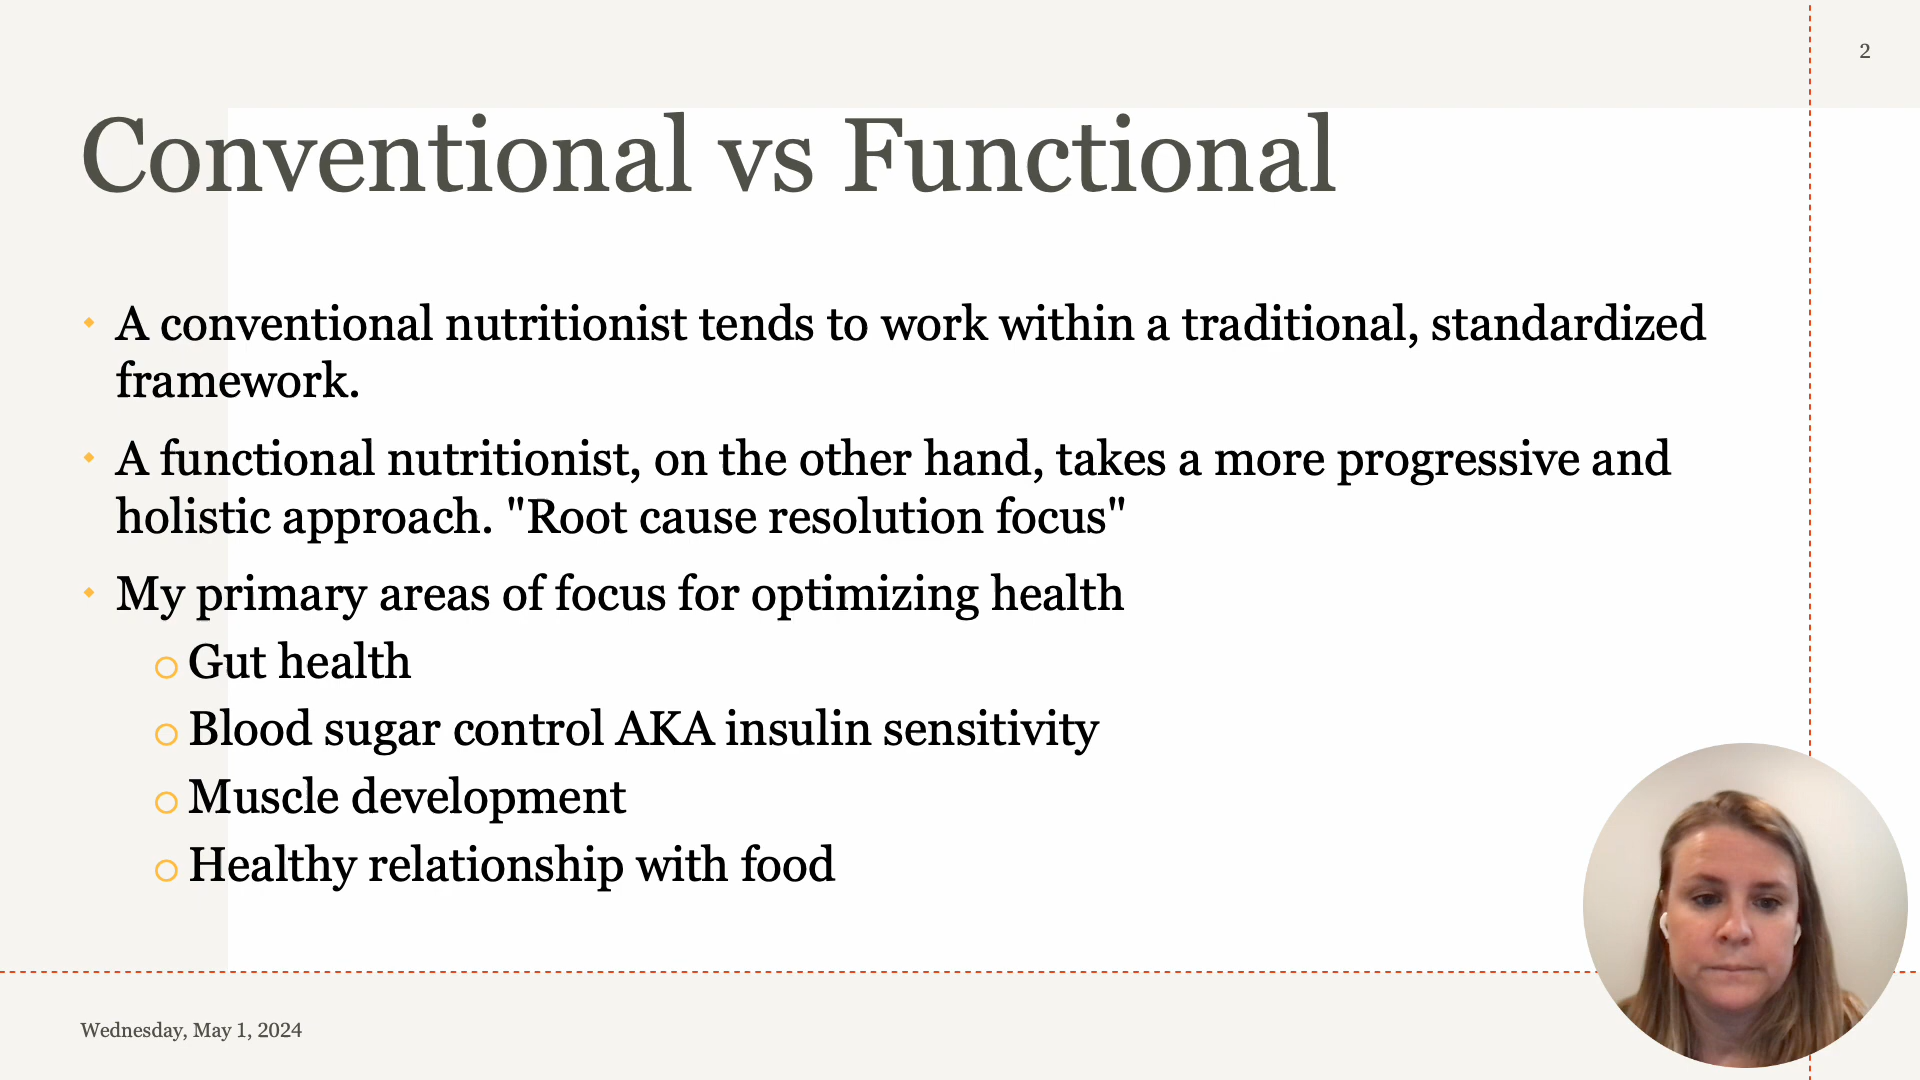 2
Conventional vs Functional
A conventional nutritionist tends to work within a traditional, standardized
framework.
A functional nutritionist, on the other hand, takes a more progressive and
holistic approach. "Root cause resolution focus"
My primary areas of focus for optimizing health
Gut health
Blood sugar control AKA insulin sensitivity
Muscle development
Healthy relationship with food
Wednesday, May 1, 2024